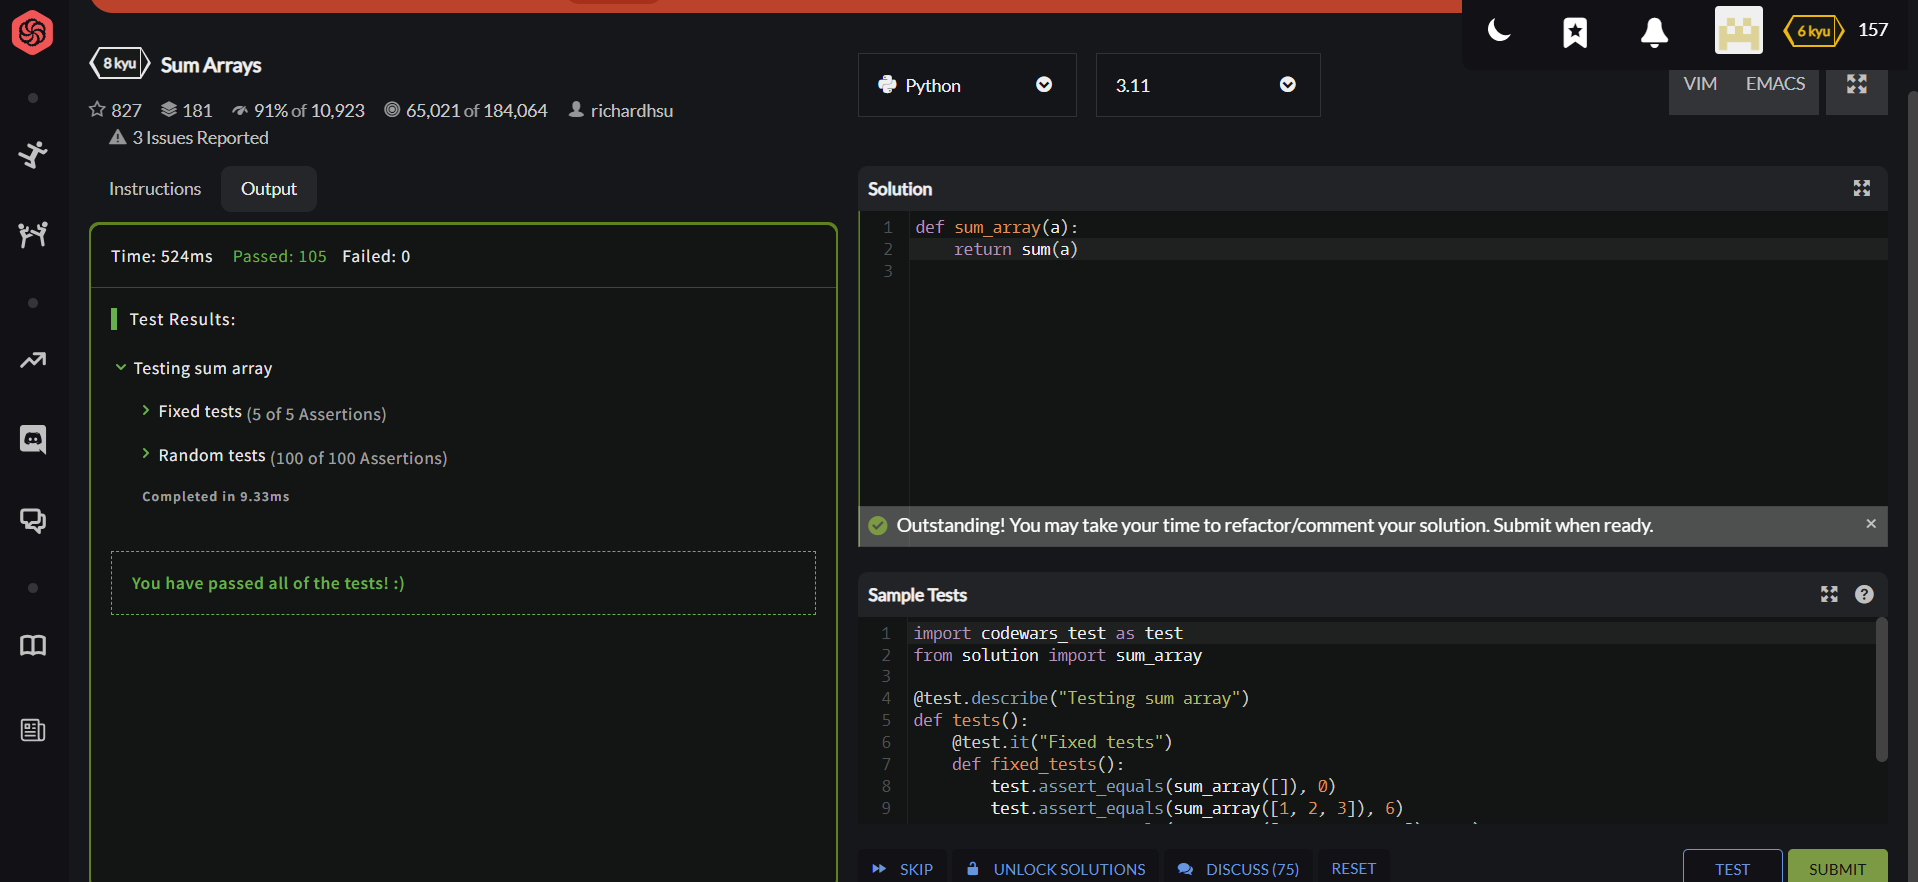 8 kyu Sum Arrays
827 181 91% of 10,923 65,021 of 184,064 richardhsu
3 Issues Reported
Instructions Output
Time: 524ms Passed: 105 Failed: 0
Test Results:
Testing sum array
Fixed tests (5 of 5 Assertions)
Random tests (100 of 100 Assertions)
Completed in 9.33ms
You have passed all of the tests! :)
6 kyu 157
Python 3.11
VIM EMACS
Solution
1 def sum_array(a):
2     return sum(a)
3
Outstanding! You may take your time to refactor/comment your solution. Submit when ready. ×
Sample Tests ?
1 import codewars_test as test
2 from solution import sum_array
3
4 @test.describe("Testing sum array")
5 def tests():
6     @test.it("Fixed tests")
7     def fixed_tests():
8         test.assert_equals(sum_array([]), 0)
9         test.assert_equals(sum_array([1, 2, 3]), 6)
SKIP UNLOCK SOLUTIONS DISCUSS (75) RESET TEST SUBMIT